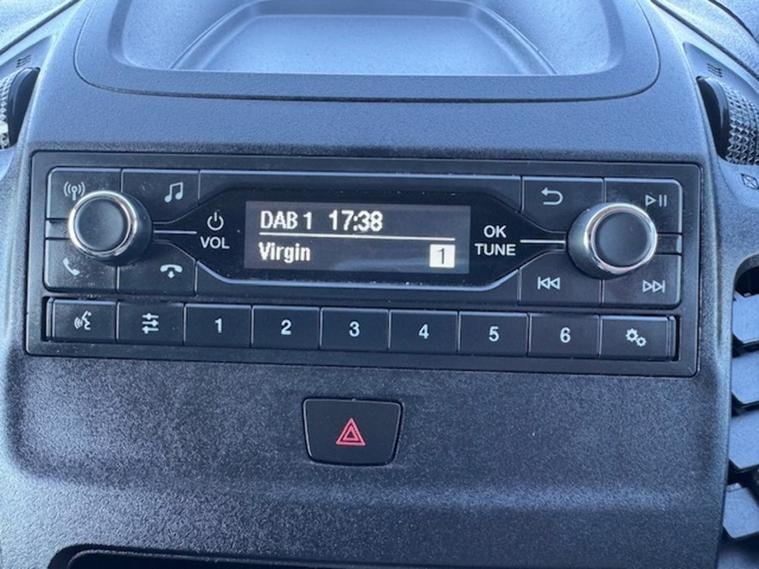 DAB 1 17:38
Virgin 1
VOL
OK
TUNE
1 2 3 4 5 6